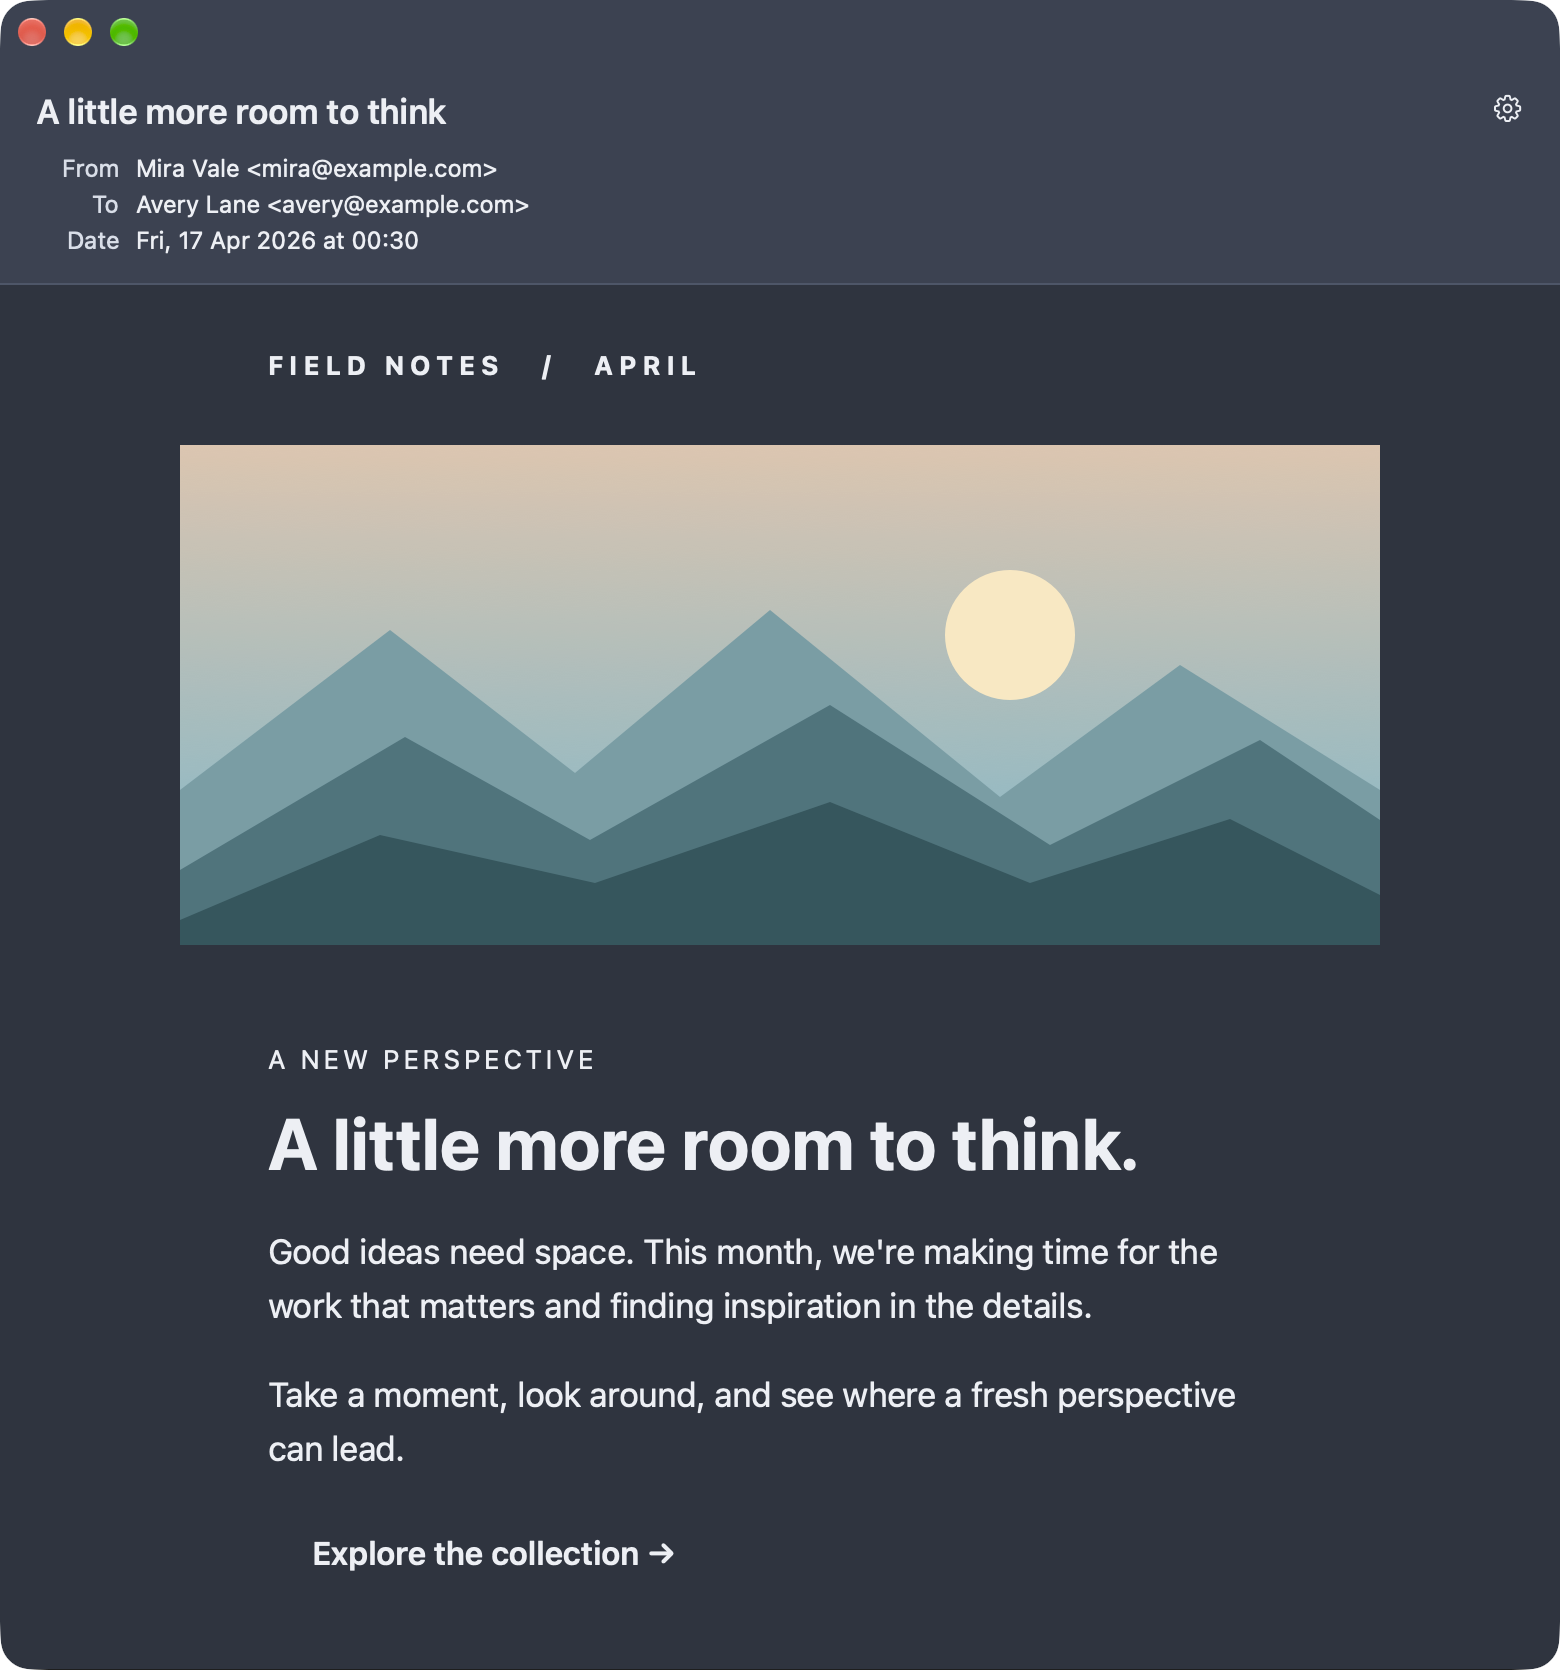 A little more room to think
From Mira Vale <mira@example.com>
To Avery Lane <avery@example.com>
Date Fri, 17 Apr 2026 at 00:30
FIELD NOTES / APRIL
A NEW PERSPECTIVE
A little more room to think.
Good ideas need space. This month, we're making time for the
work that matters and finding inspiration in the details.
Take a moment, look around, and see where a fresh perspective
can lead.
Explore the collection →